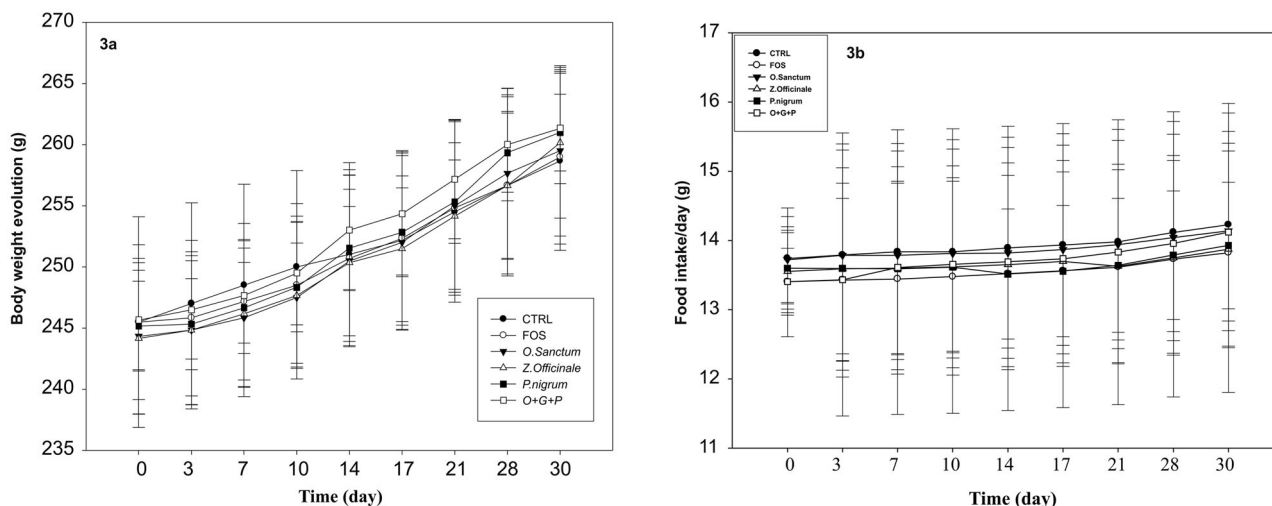 3a
Body weight evolution (g)
270
265
260
255
250
245
240
235
0 3 7 10 14 17 21 28 30
Time (day)
CTRL
FOS
O.Sanctum
Z.Officinale
P.nigrum
O+G+P
3b
Food intake/day (g)
17
16
15
14
13
12
11
0 3 7 10 14 17 21 28 30
Time (day)
CTRL
FOS
O.Sanctum
Z.Officinale
P.nigrum
O+G+P